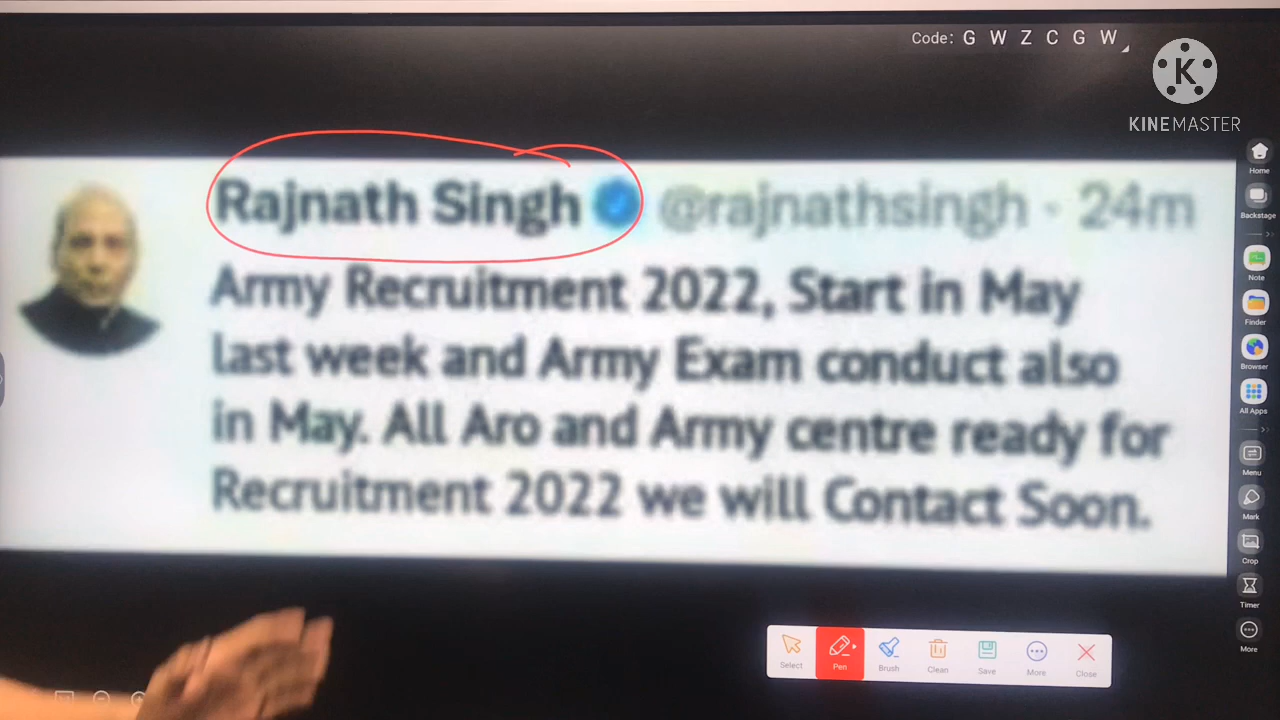 Code: G W Z C G W
KINEMASTER
Rajnath Singh @rajnathsingh · 24m
Army Recruitment 2022, Start in May
last week and Army Exam conduct also
in May. All Aro and Army centre ready for
Recruitment 2022 we will Contact Soon.
Home
Backstage
Note
Finder
Browser
All Apps
Menu
Mark
Crop
Timer
More
Select
Pen
Brush
Clean
Save
More
Close